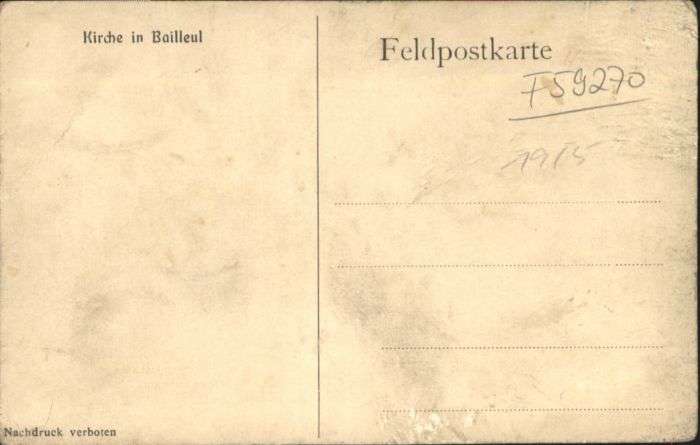 Kirche in Bailleul
Feldpostkarte
F59270
1915
Nachdruck verboten